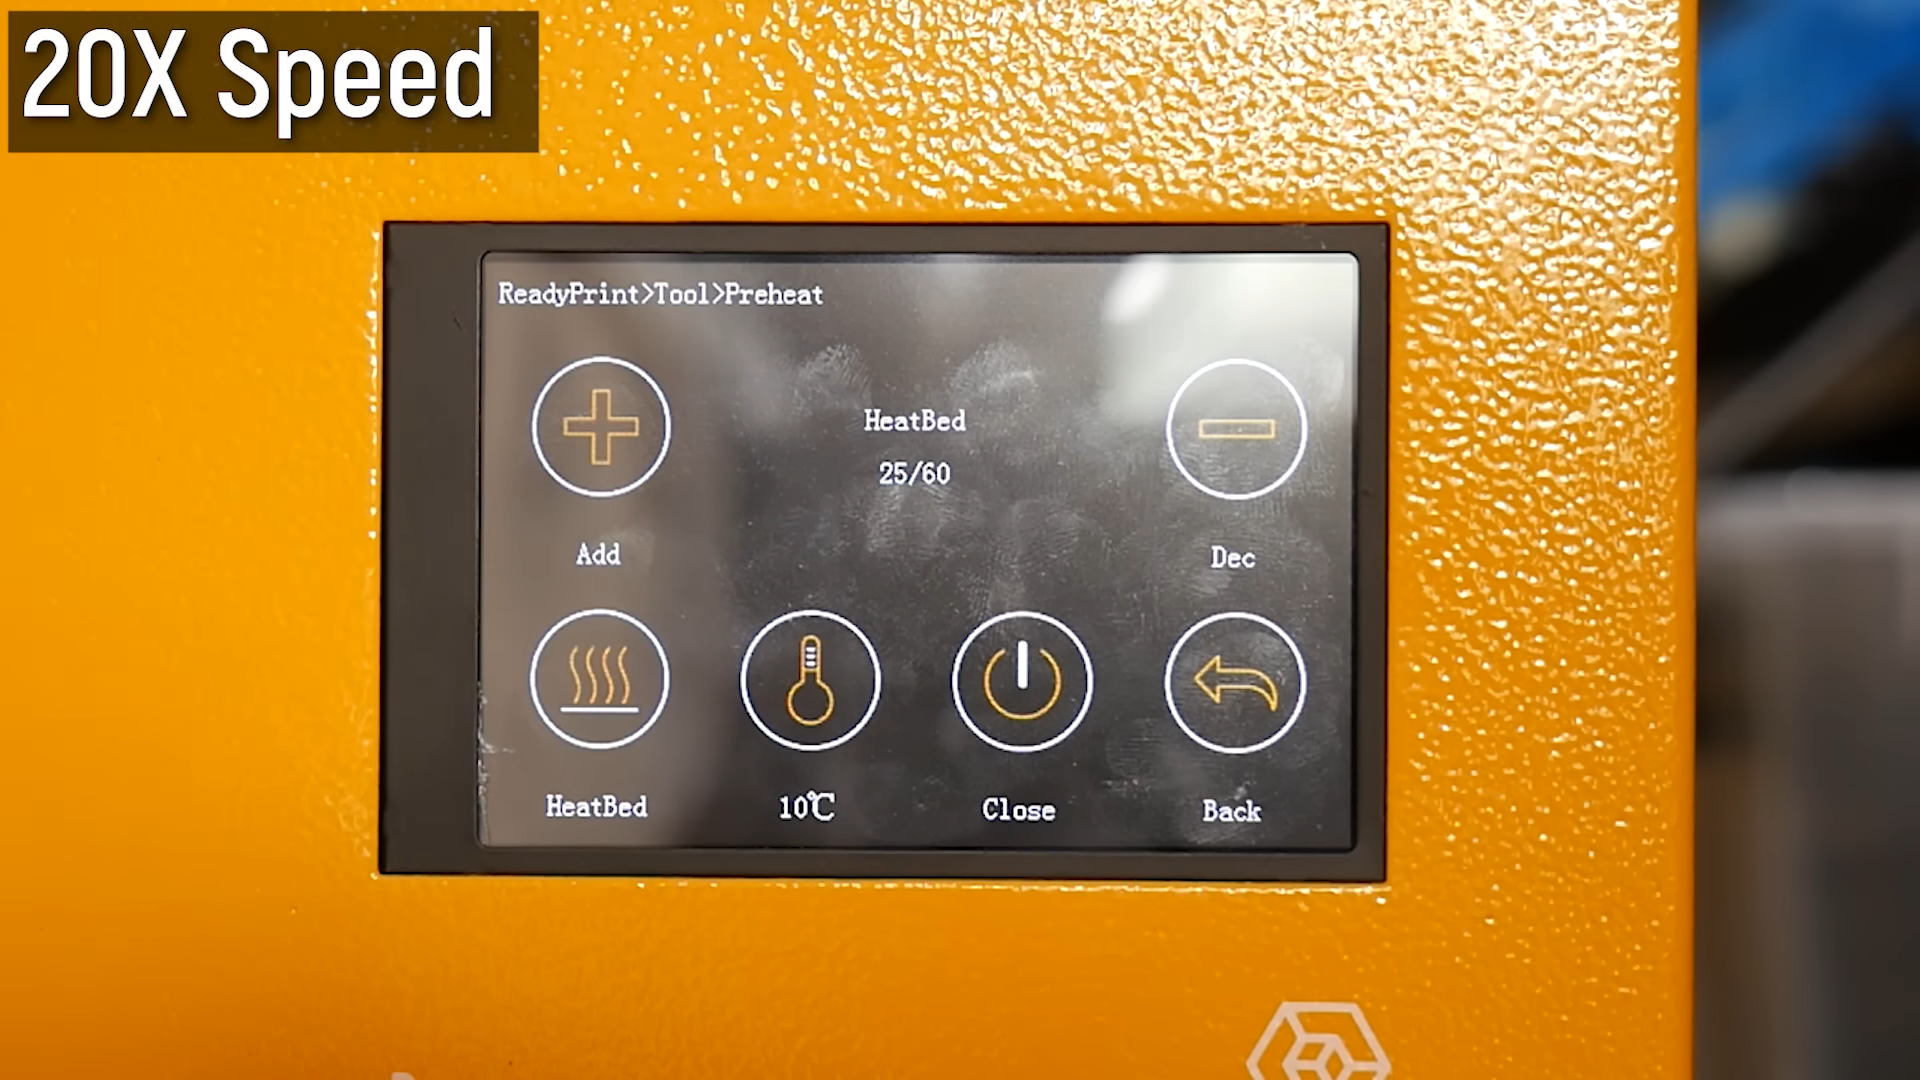 20X Speed
ReadyPrint>Tool>Preheat
HeatBed
25/60
Add
Dec
HeatBed
10℃
Close
Back